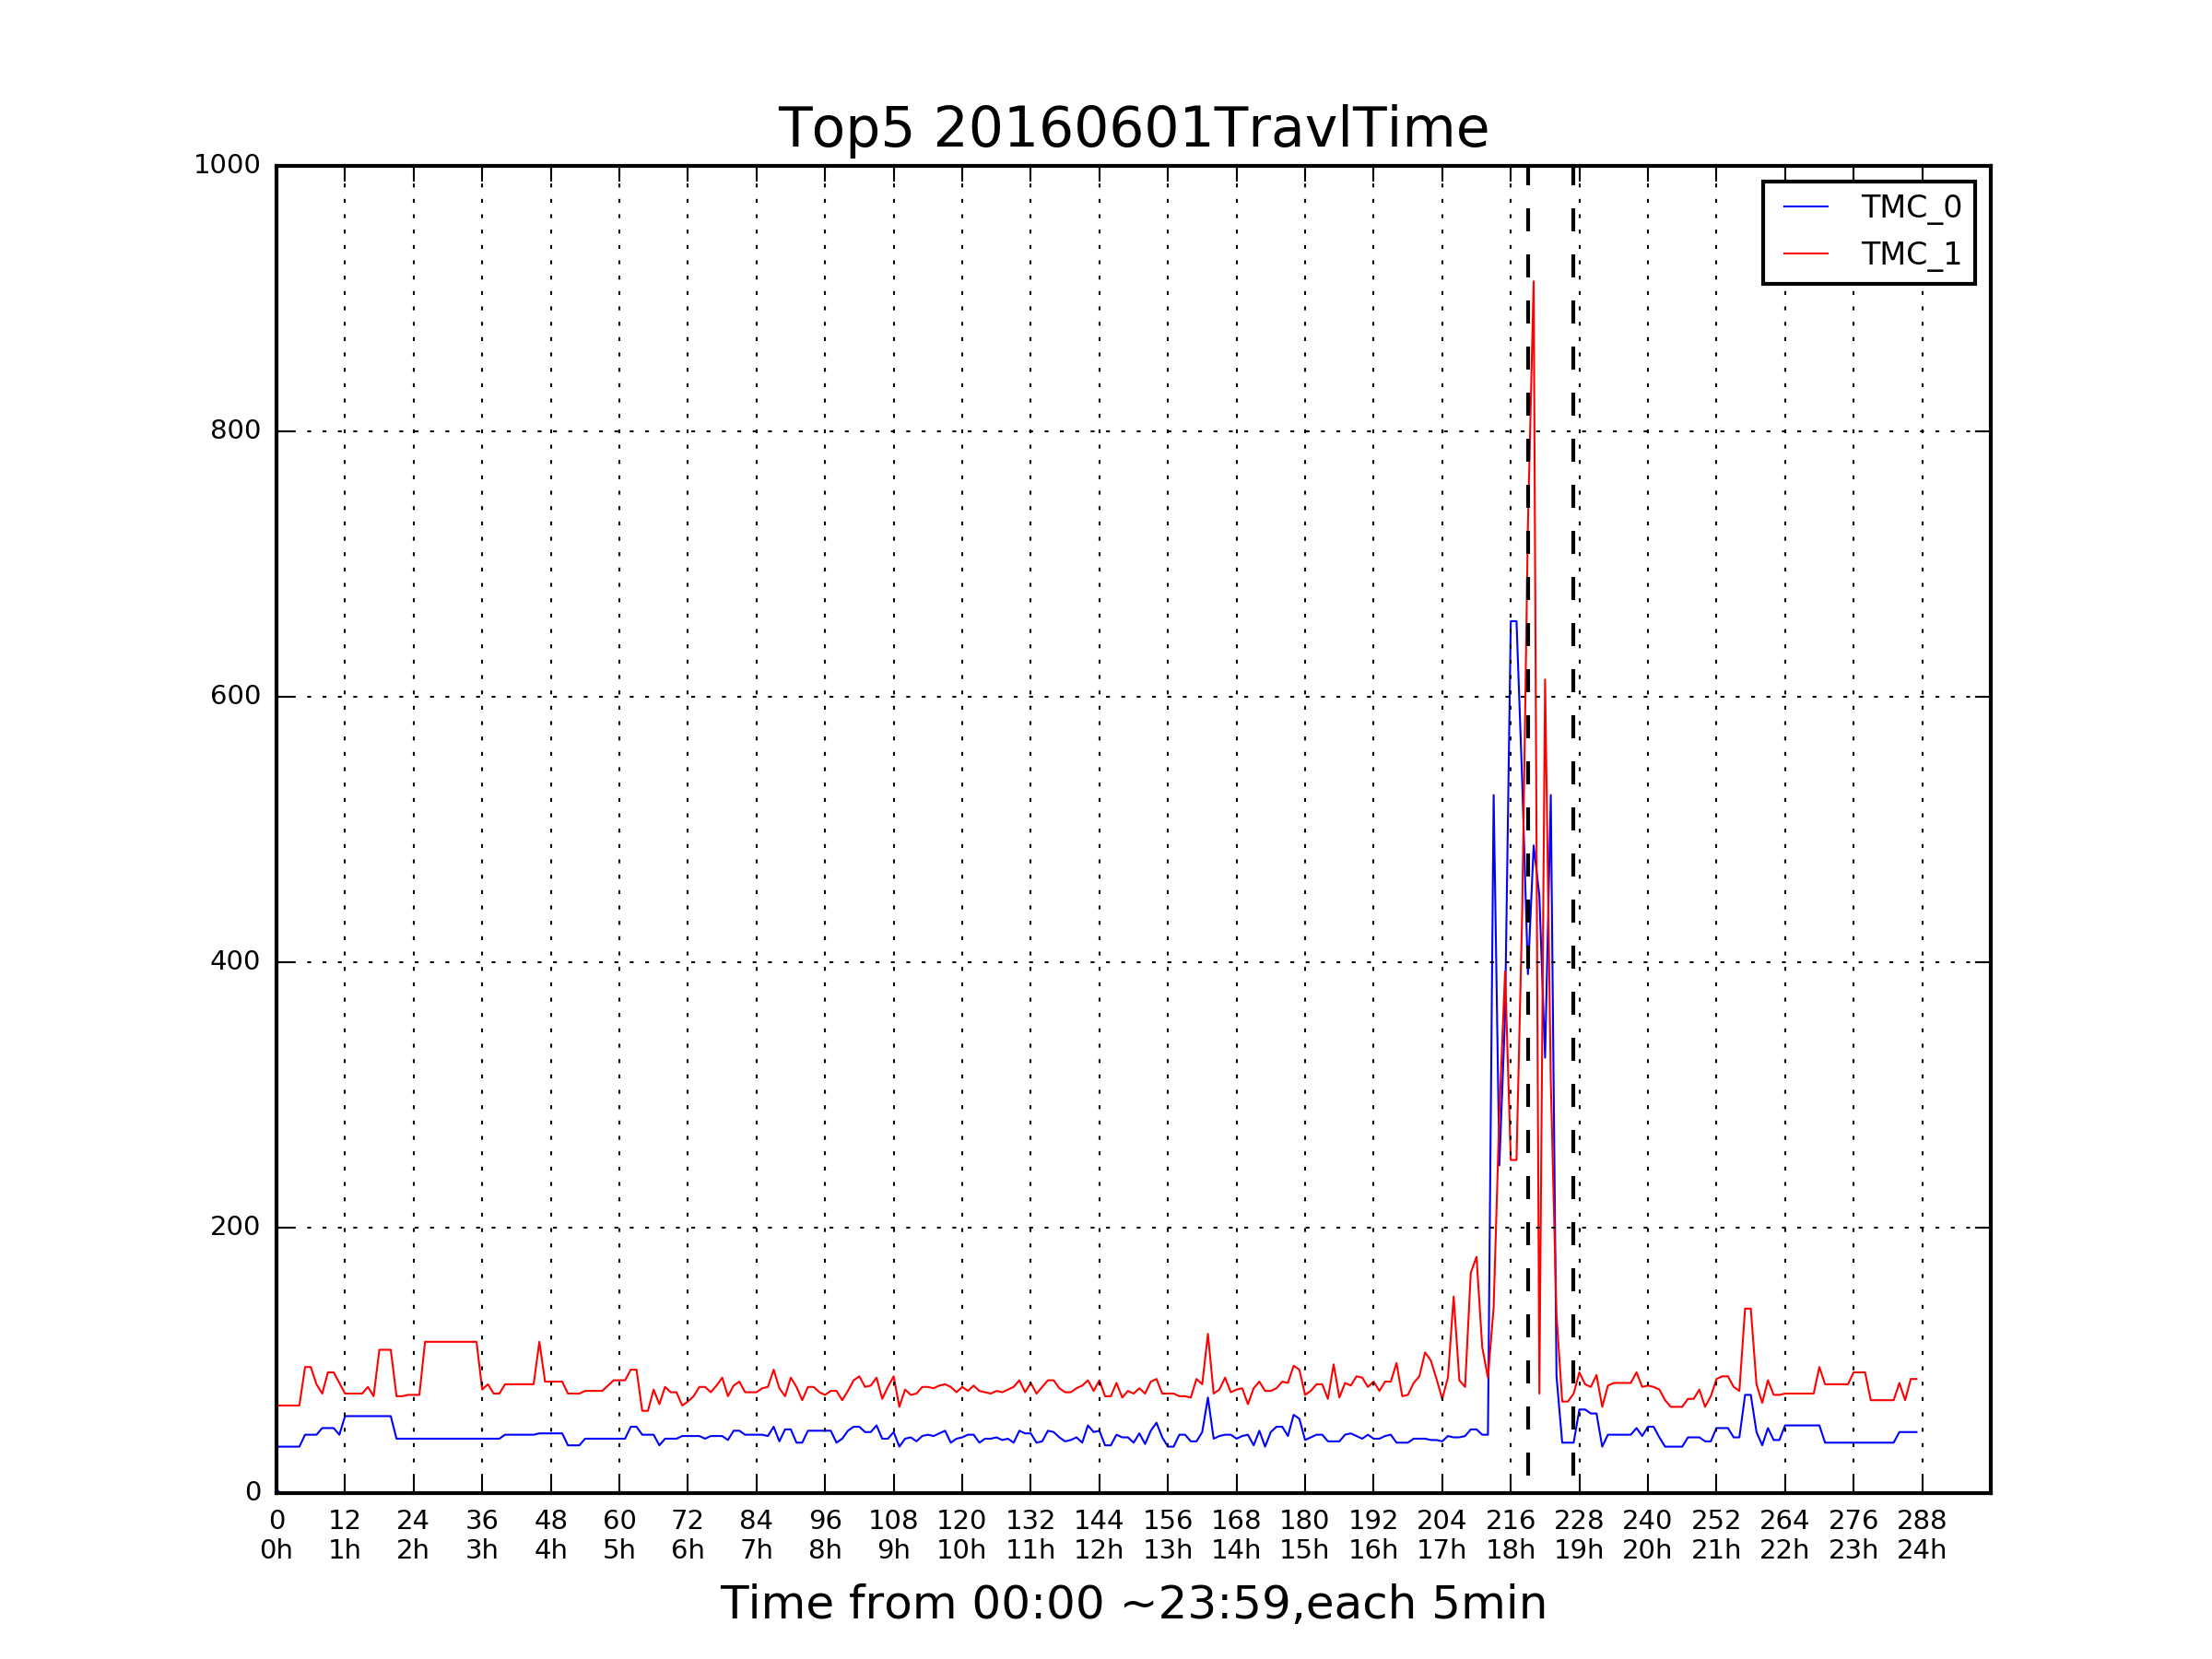 Top5 20160601TravlTime
1000
800
600
400
200
0
TMC_0
TMC_1
0 12 24 36 48 60 72 84 96 108 120 132 144 156 168 180 192 204 216 228 240 252 264 276 288
0h 1h 2h 3h 4h 5h 6h 7h 8h 9h 10h 11h 12h 13h 14h 15h 16h 17h 18h 19h 20h 21h 22h 23h 24h
Time from 00:00 ~23:59,each 5min